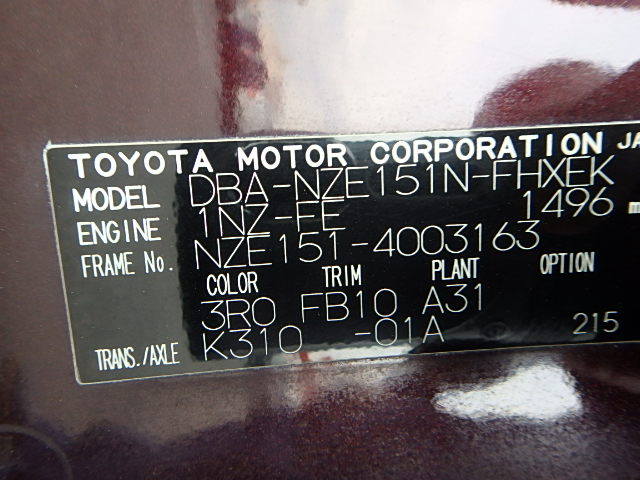 TOYOTA MOTOR CORPORATION JA
MODEL DBA-NZE151N-FHXEK
ENGINE 1NZ-FE 1496 m
FRAME No. NZE151-4003163
COLOR TRIM PLANT OPTION
3R0 FB10 A31
TRANS./AXLE K310 -01A 215